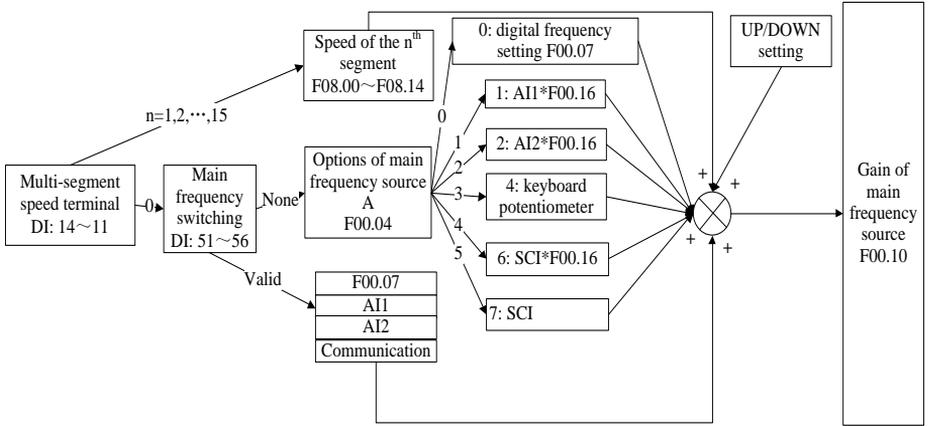 Speed of the nth
segment
F08.00～F08.14
0: digital frequency
setting F00.07
UP/DOWN
setting
n=1,2,⋯,15
0
1
2
3
4
5
1: AI1*F00.16
2: AI2*F00.16
4: keyboard
potentiometer
6: SCI*F00.16
7: SCI
Multi-segment
speed terminal
DI: 14～11
0
Main
frequency
switching
DI: 51～56
None
Options of main
frequency source
A
F00.04
Valid
F00.07
AI1
AI2
Communication
+
+
+
+
Gain of
main
frequency
source
F00.10